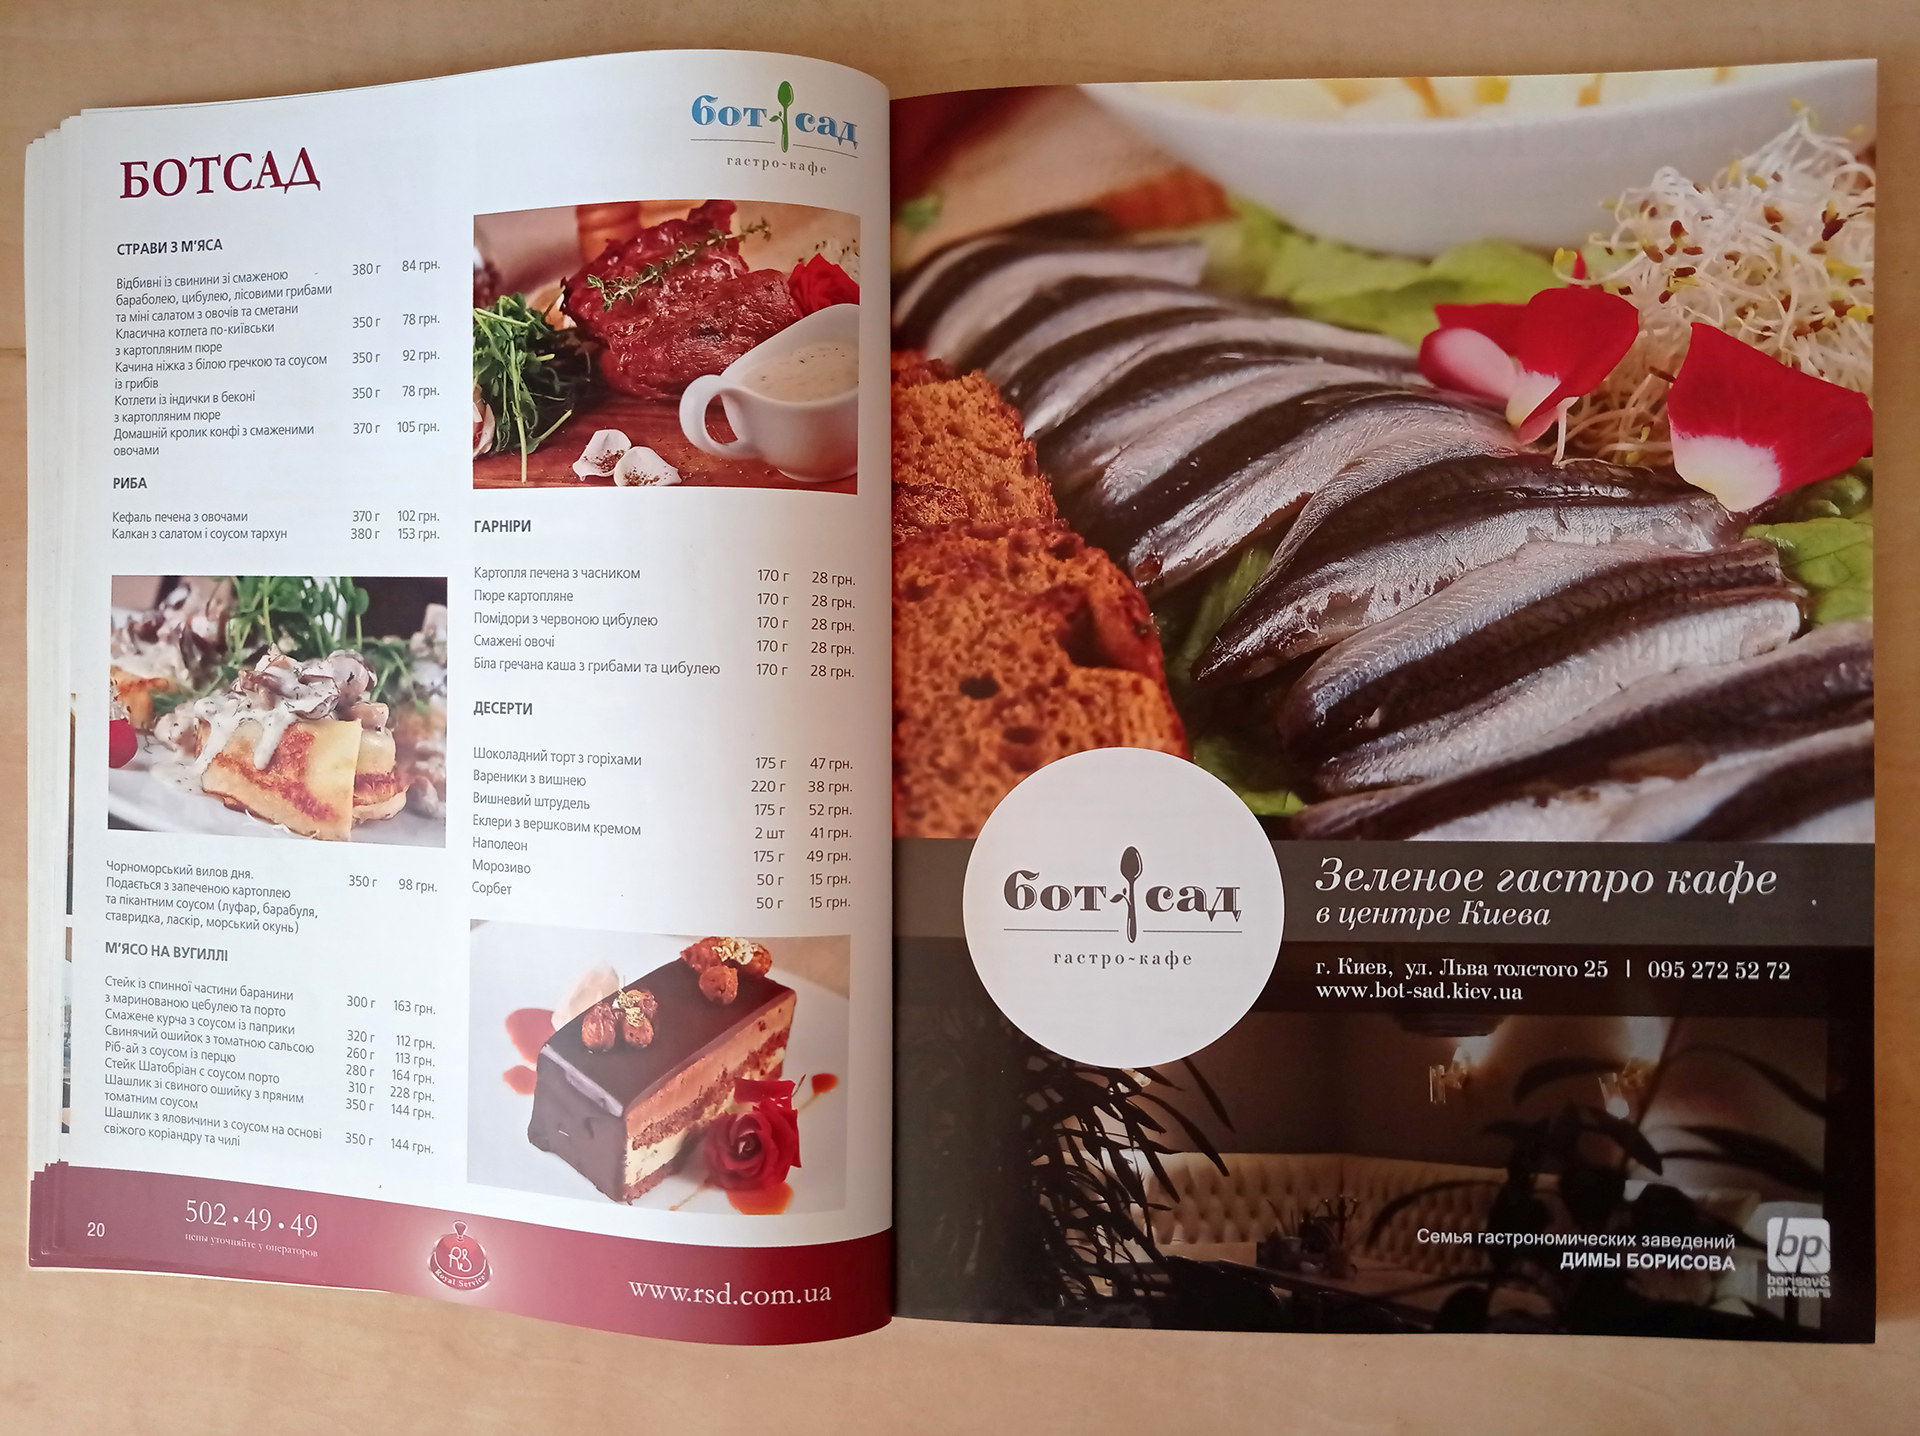 БОТСАД
бот сад
гастро-кафе
СТРАВИ З М'ЯСА
Відбивні із свинини зі смаженою 380 г 84 грн.
бараболею, цибулею, лісовими грибами
та міні салатом з овочів та сметани
Класична котлета по-київськи 350 г 78 грн.
з картопляним пюре
Качина ніжка з білою гречкою та соусом 350 г 92 грн.
із грибів
Котлети із індички в беконі 350 г 78 грн.
з картопляним пюре
Домашній кролик конфі з смаженими 370 г 105 грн.
овочами
РИБА
Кефаль печена з овочами 370 г 102 грн.
Калкан з салатом і соусом тархун 380 г 153 грн.
Чорноморський вилов дня. 350 г 98 грн.
Подається з запеченою картоплею
та пікантним соусом (луфар, барабуля,
ставридка, ласкір, морський окунь)
М'ЯСО НА ВУГИЛЛІ
Стейк із спинної частини баранини 300 г 163 грн.
з маринованою цебулею та порто
Смажене курча з соусом із паприки 320 г 112 грн.
Свинячий ошийок з томатною сальсою 260 г 113 грн.
Ріб-ай з соусом із перцю 280 г 164 грн.
Стейк Шатобріан с соусом порто 310 г 228 грн.
Шашлик зі свиного ошийку з пряним 350 г 144 грн.
томатним соусом
Шашлик з яловичини з соусом на основі 350 г 144 грн.
свіжого коріандру та чилі
ГАРНІРИ
Картопля печена з часником 170 г 28 грн.
Пюре картопляне 170 г 28 грн.
Помідори з червоною цибулею 170 г 28 грн.
Смажені овочі 170 г 28 грн.
Біла гречана каша з грибами та цибулею 170 г 28 грн.
ДЕСЕРТИ
Шоколадний торт з горіхами 175 г 47 грн.
Вареники з вишнею 220 г 38 грн.
Вишневий штрудель 175 г 52 грн.
Еклери з вершковим кремом 2 шт 41 грн.
Наполеон 175 г 49 грн.
Морозиво 50 г 15 грн.
Сорбет 50 г 15 грн.
20
502•49•49
цены уточняйте у операторов
RS
Royal Service
www.rsd.com.ua
бот сад
гастро-кафе
Зеленое гастро кафе
в центре Киева
г. Киев, ул. Льва толстого 25 | 095 272 52 72
www.bot-sad.kiev.ua
Семья гастрономических заведений
ДИМЫ БОРИСОВА
bp
borisov&
partners